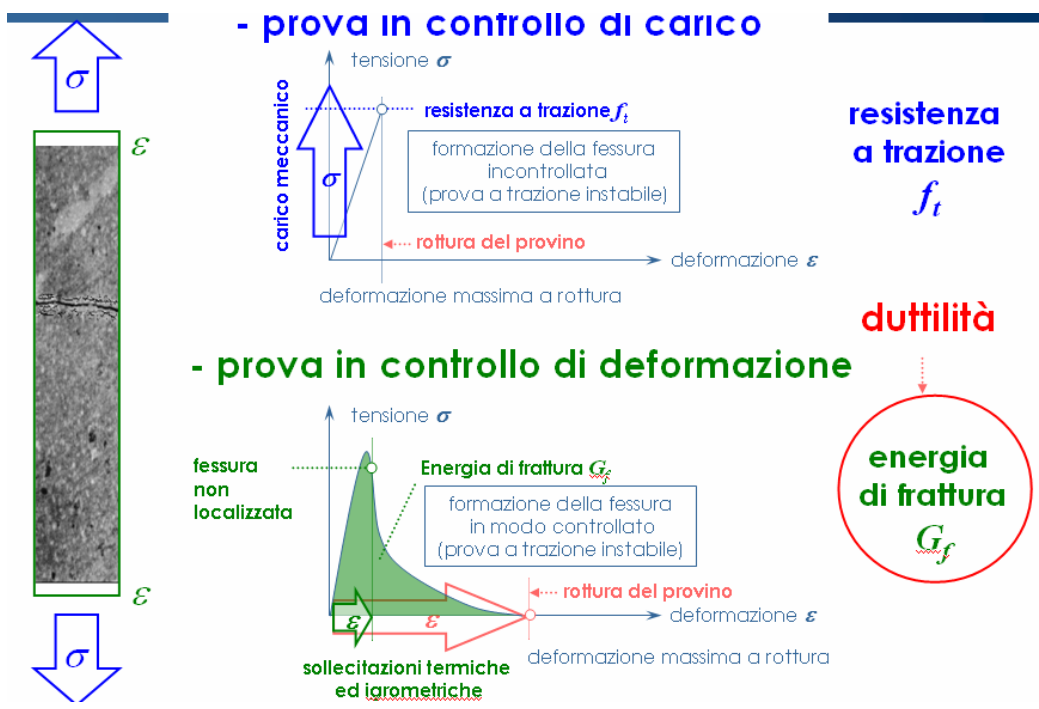 - prova in controllo di carico
σ
ε
tensione σ
carico meccanico
σ
resistenza a trazione f_t
formazione della fessura
incontrollata
(prova a trazione instabile)
rottura del provino
deformazione ε
deformazione massima a rottura
resistenza
a trazione
f_t
duttilità
- prova in controllo di deformazione
tensione σ
fessura
non
localizzata
Energia di frattura G_f
formazione della fessura
in modo controllato
(prova a trazione instabile)
rottura del provino
ε
ε
deformazione ε
deformazione massima a rottura
sollecitazioni termiche
ed igrometriche
energia
di frattura
G_f
ε
σ